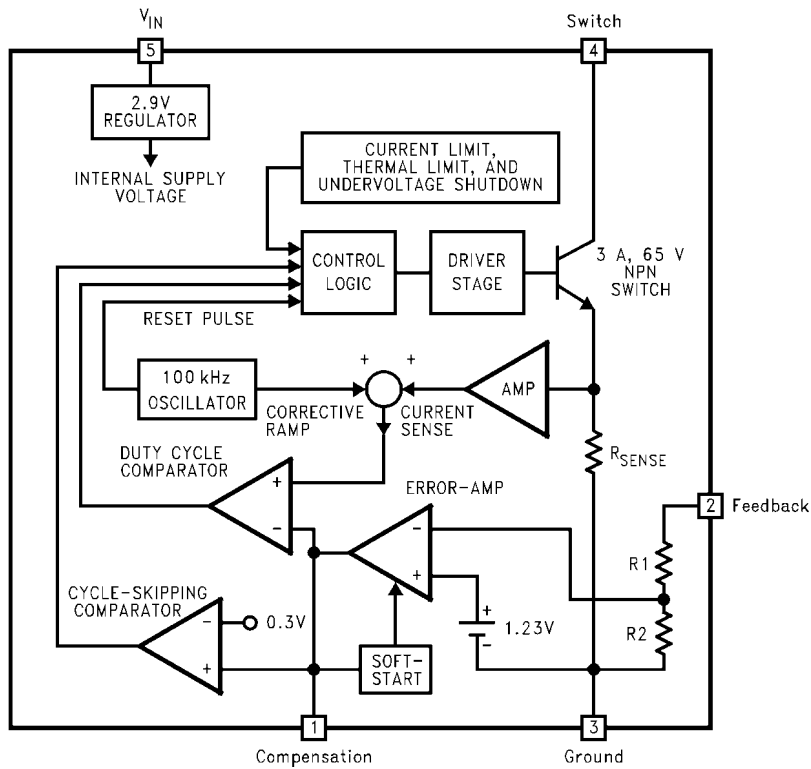 VIN
Switch
5
4
2.9V
REGULATOR
INTERNAL SUPPLY
VOLTAGE
CURRENT LIMIT,
THERMAL LIMIT, AND
UNDERVOLTAGE SHUTDOWN
CONTROL
LOGIC
DRIVER
STAGE
3 A, 65 V
NPN
SWITCH
RESET PULSE
100 kHz
OSCILLATOR
+
+
AMP
CORRECTIVE
RAMP
CURRENT
SENSE
RSENSE
DUTY CYCLE
COMPARATOR
+
−
ERROR-AMP
−
+
2
Feedback
R1
R2
CYCLE-SKIPPING
COMPARATOR
−
+
0.3V
+
−
1.23V
SOFT-
START
1
3
Compensation
Ground